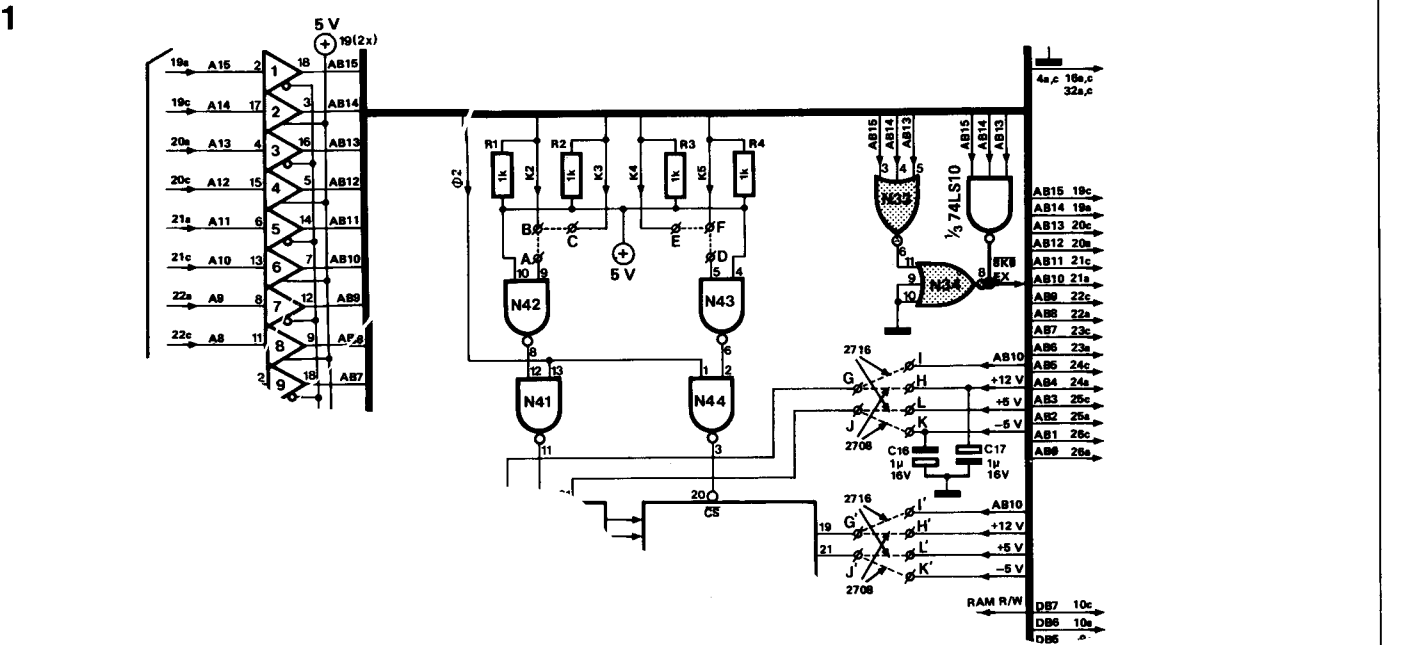 1
5 V
19(2x)
19a A15 2 1 18 AB15
19c A14 17 2 3 AB14
20a A13 4 3 16 AB13
20c A12 15 4 5 AB12
21a A11 6 5 14 AB11
21c A10 13 6 7 AB10
22a A9 8 7 12 AB9
22c A8 11 8 9
2 9 18 AB7
Φ2
R1 1k K2 R2 1k K3 K4 R3 1k K5 R4 1k
B C E F
A D
5 V
10 9 5 4
N42 N43
8 6
12 13 1 2
N41 N44
11 3
20
CS
AB15 AB14 AB13
3 4 5
N33
6
AB15 AB14 AB13
⅓ 74LS10
11 9 10
N34
8
8K0
EX
4a,c 16a,c
32a,c
AB15 19c
AB14 19a
AB13 20c
AB12 20a
AB11 21c
AB10 21a
AB9 22c
AB8 22a
AB7 23c
AB6 23a
AB5 24c
AB4 24a
AB3 25c
AB2 25a
AB1 26c
AB0 26a
2716 I AB10
G H +12 V
L +5 V
J K −5 V
2708
C16
1µ
16V
C17
1µ
16V
2716 I' AB10
19 G' H' +12 V
21 L' +5 V
J' K' −5 V
2708
RAM R/W
DB7 10c
DB6 10a
DB5